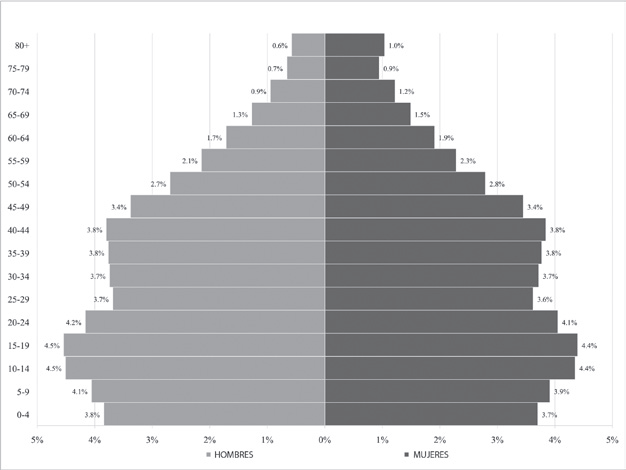 80+ 0.6% 1.0%
75-79 0.7% 0.9%
70-74 0.9% 1.2%
65-69 1.3% 1.5%
60-64 1.7% 1.9%
55-59 2.1% 2.3%
50-54 2.7% 2.8%
45-49 3.4% 3.4%
40-44 3.8% 3.8%
35-39 3.8% 3.8%
30-34 3.7% 3.7%
25-29 3.7% 3.6%
20-24 4.2% 4.1%
15-19 4.5% 4.4%
10-14 4.5% 4.4%
5-9 4.1% 3.9%
0-4 3.8% 3.7%
5% 4% 3% 2% 1% 0% 1% 2% 3% 4% 5%
HOMBRES MUJERES